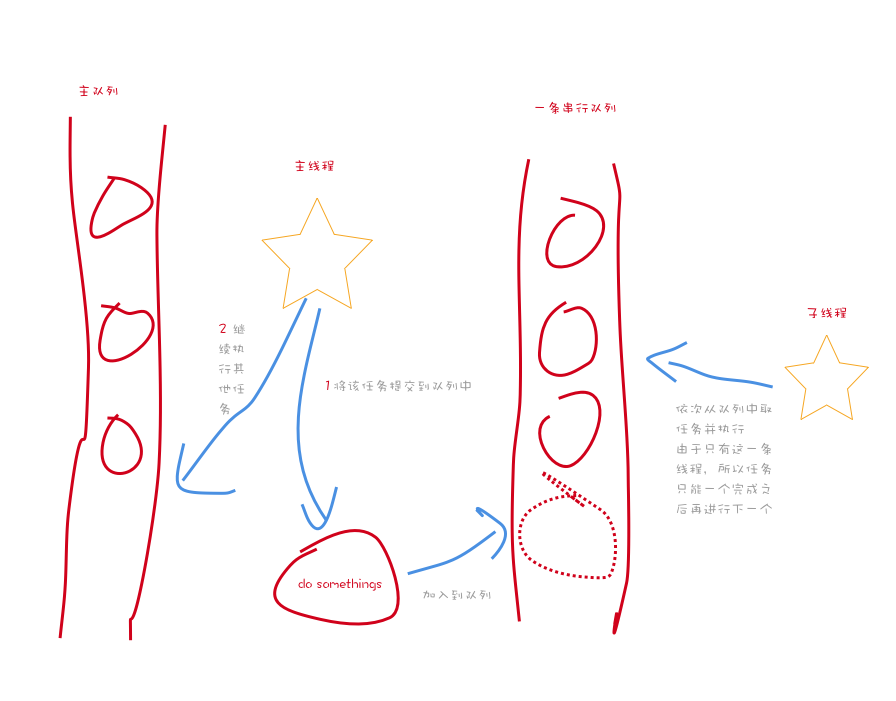 主队列
一条串行队列
主线程
子线程
2 继
续执
行其
他任
务
1 将该任务提交到队列中
依次从队列中取
任务并执行
由于只有这一条
线程，所以任务
只能一个完成之
后再进行下一个
do somethings
加入到队列